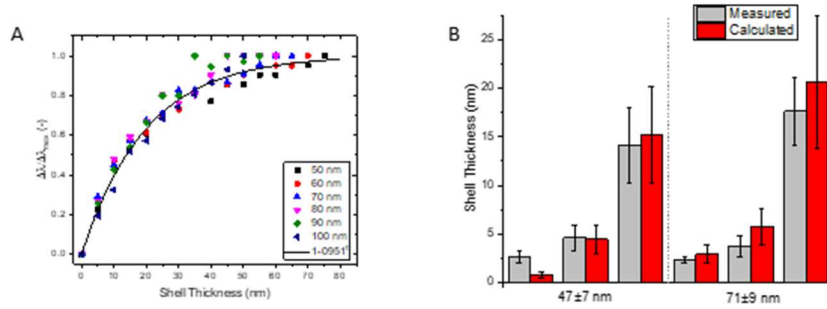 A
Δλ/Δλmax (-)
1.0
0.8
0.6
0.4
0.2
0.0
0 10 20 30 40 50 60 70 80
Shell Thickness (nm)
50 nm
60 nm
70 nm
80 nm
90 nm
100 nm
1-0951^t
B
Shell Thickness (nm)
25
20
15
10
5
0
Measured
Calculated
47±7 nm 71±9 nm